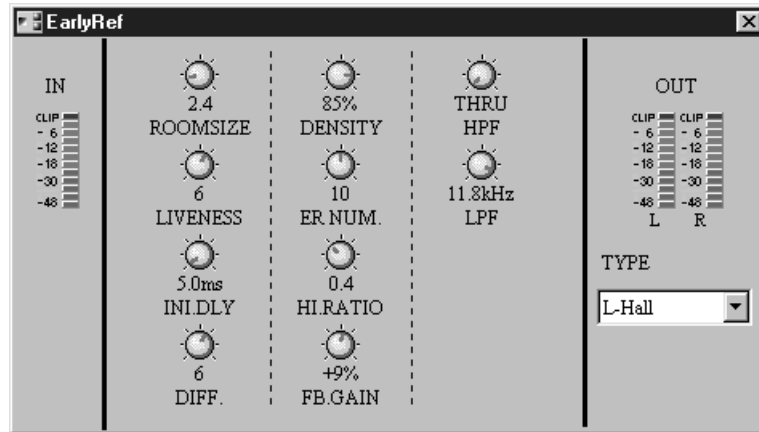 EarlyRef
IN
CLIP
- 6
-12
-18
-30
-48
2.4
ROOMSIZE
6
LIVENESS
5.0ms
INI.DLY
6
DIFF.
85%
DENSITY
10
ER NUM.
0.4
HI.RATIO
+9%
FB.GAIN
THRU
HPF
11.8kHz
LPF
OUT
CLIP CLIP
- 6 - 6
-12 -12
-18 -18
-30 -30
-48 -48
L R
TYPE
L-Hall